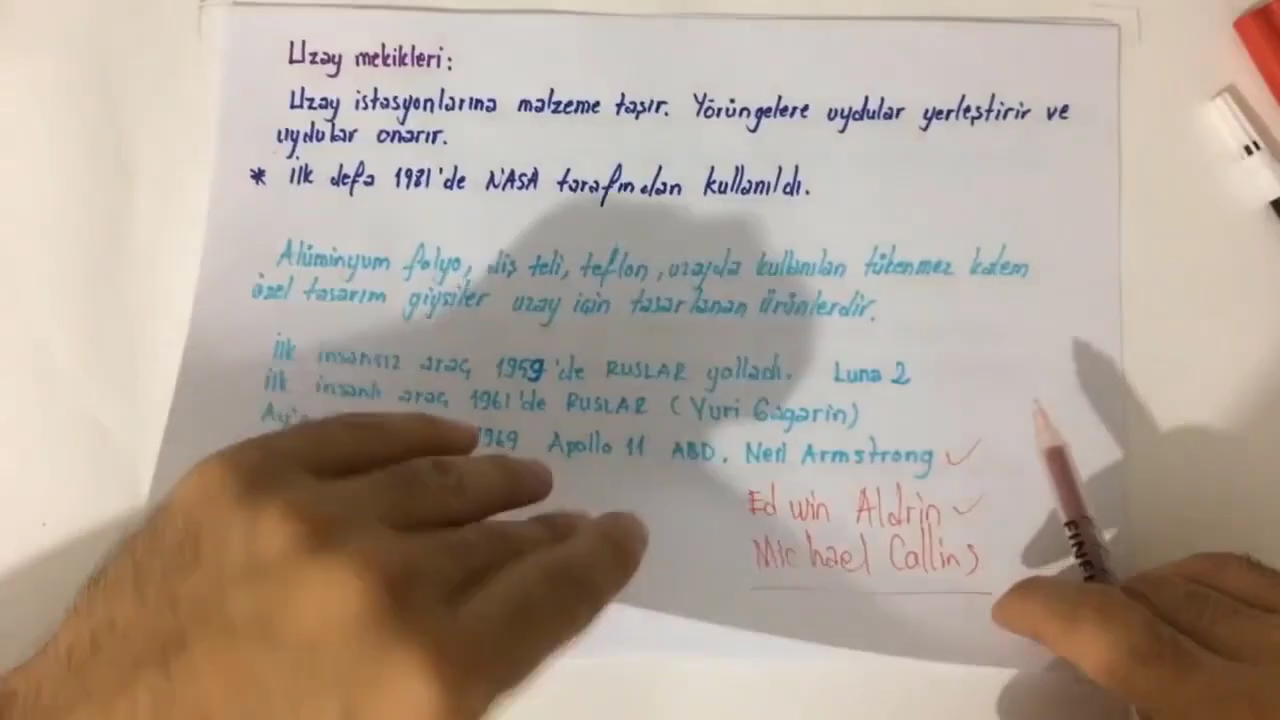 Uzay mekikleri:
Uzay istasyonlarına malzeme taşır. Yörüngelere uydular yerleştirir ve
uydular onarır.
* İlk defa 1981'de NASA tarafından kullanıldı.
Alüminyum folyo, diş teli, teflon, uzayda kullanılan tükenmez kalem
özel tasarım giysiler uzay için tasarlanan ürünlerdir.
İlk insansız araç 1959'de RUSLAR yolladı. Luna 2
İlk insanlı araç 1961'de RUSLAR (Yuri Gagarin)
1969 Apollo 11 ABD. Neil Armstrong ✓
Edwin Aldrin ✓
Michael Collins